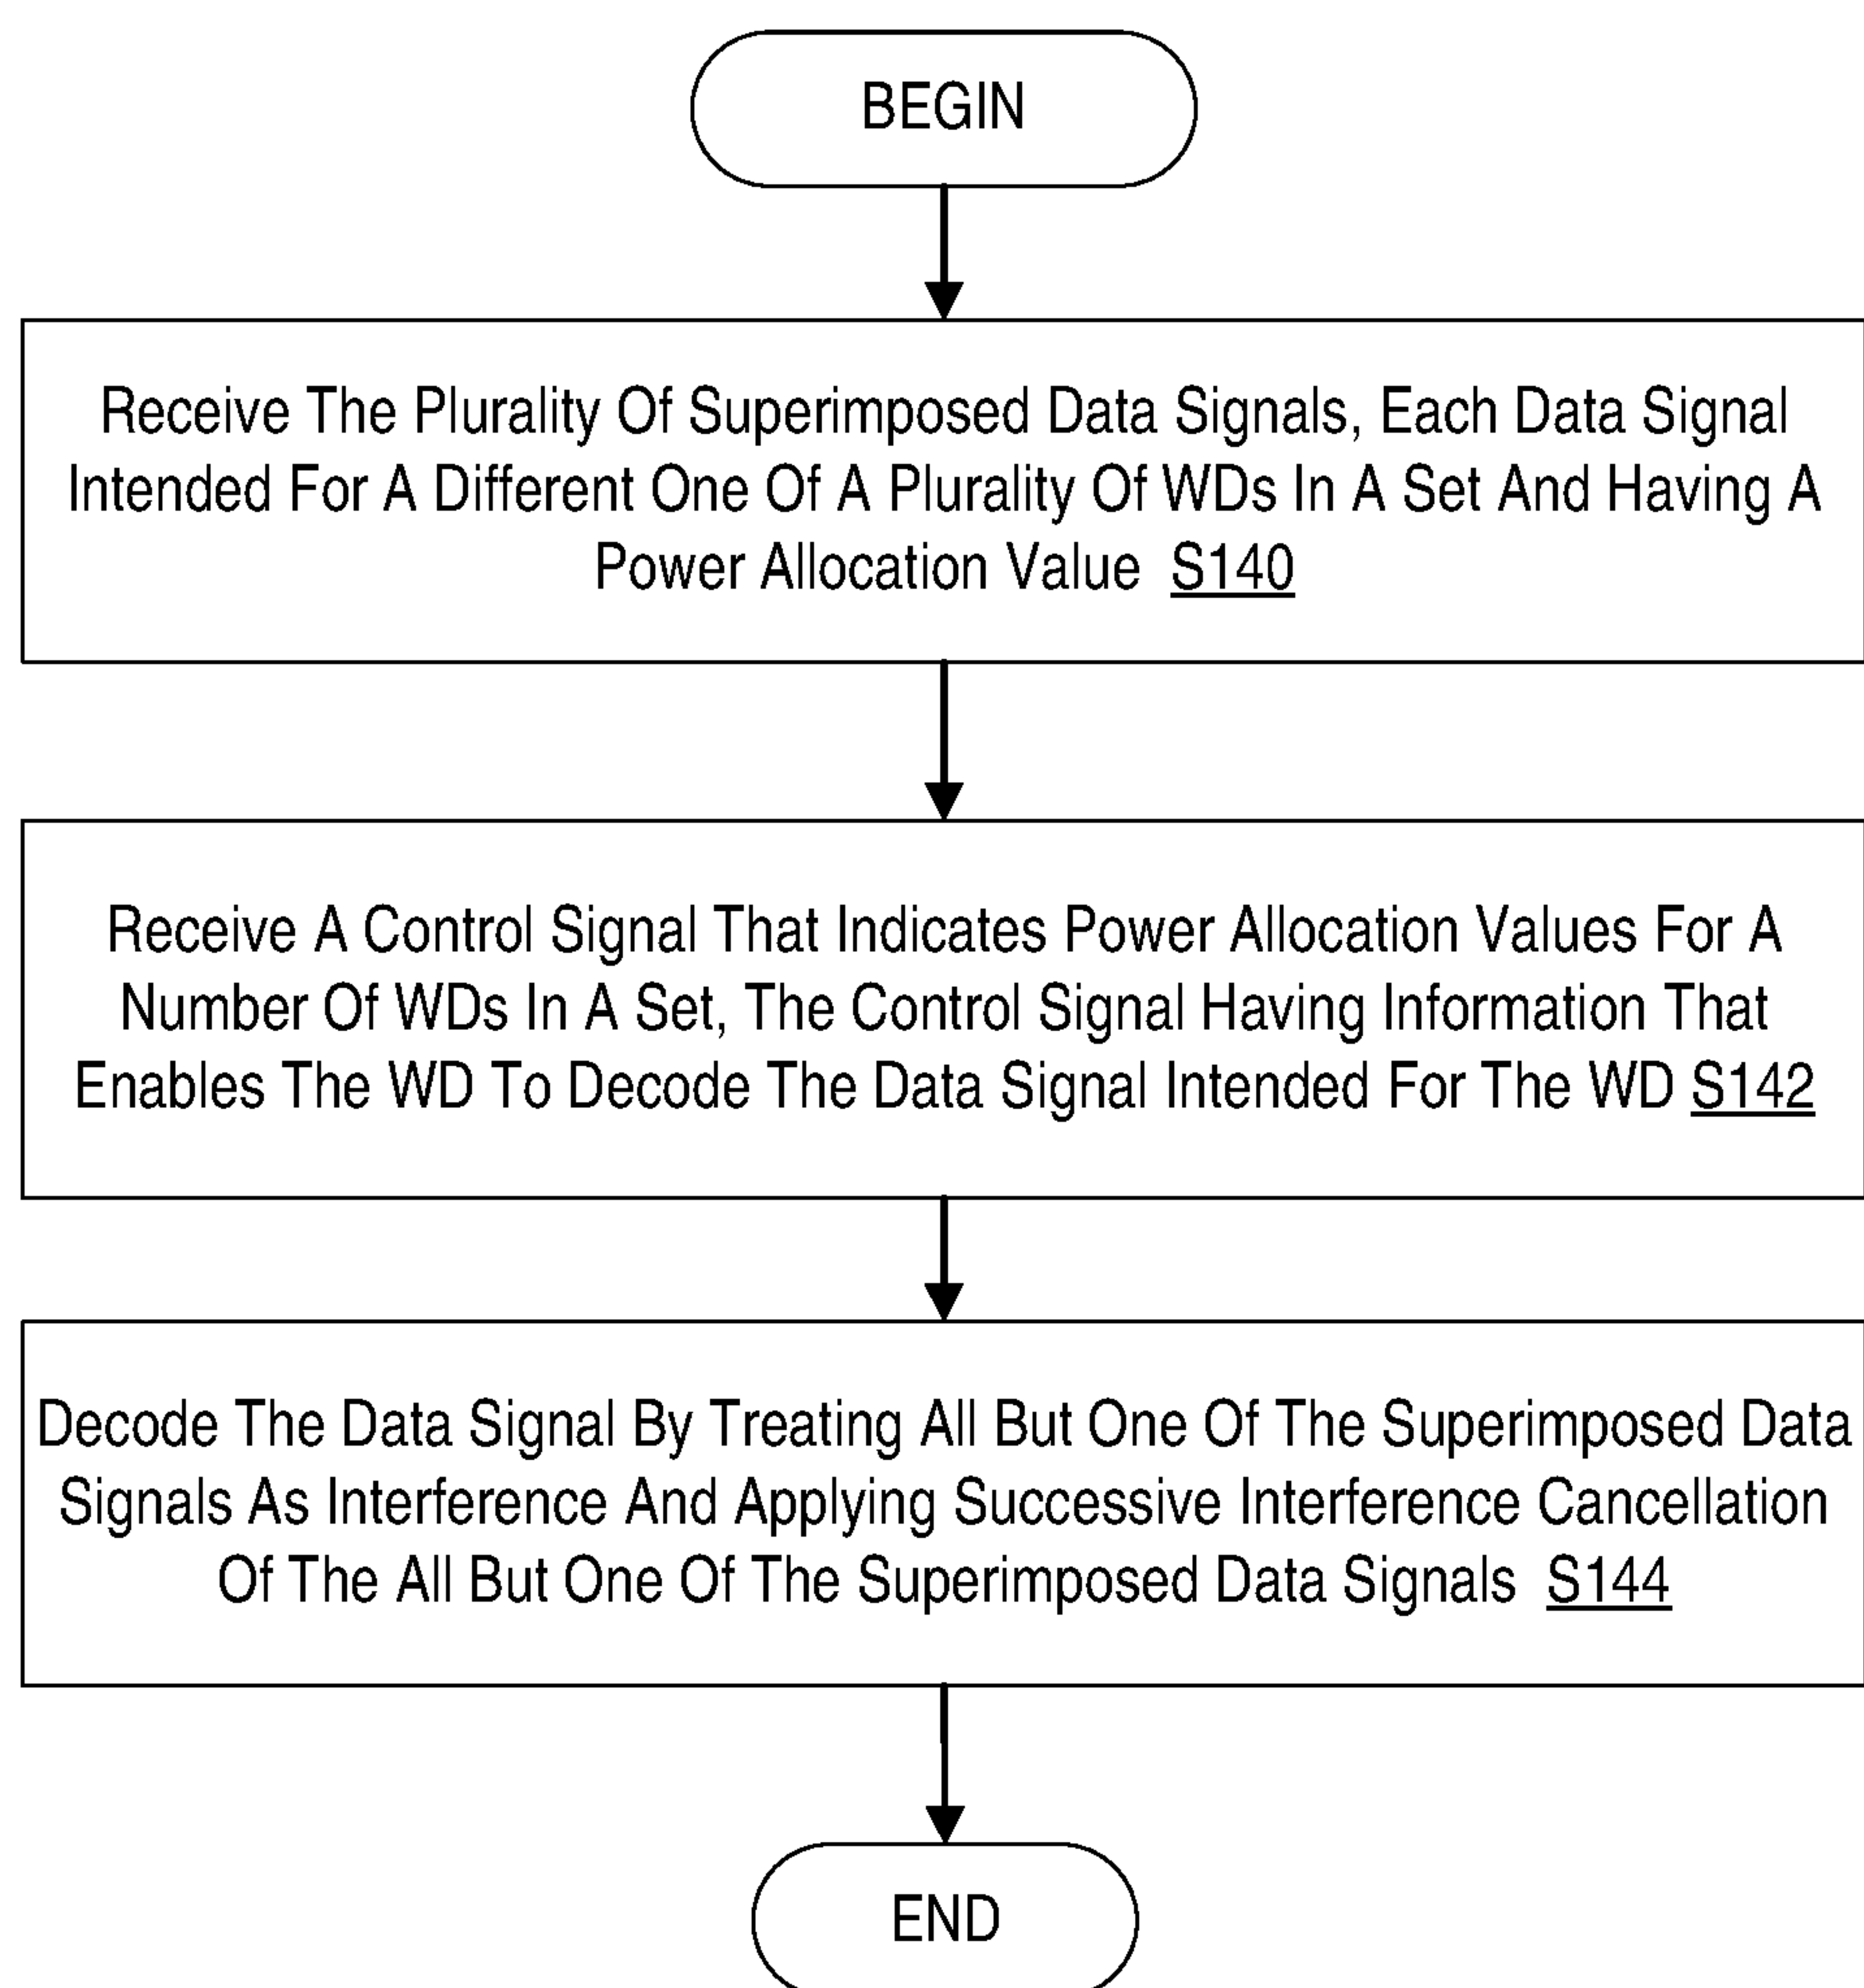 BEGIN
Receive The Plurality Of Superimposed Data Signals, Each Data Signal
Intended For A Different One Of A Plurality Of WDs In A Set And Having A
Power Allocation Value S140
Receive A Control Signal That Indicates Power Allocation Values For A
Number Of WDs In A Set, The Control Signal Having Information That
Enables The WD To Decode The Data Signal Intended For The WD S142
Decode The Data Signal By Treating All But One Of The Superimposed Data
Signals As Interference And Applying Successive Interference Cancellation
Of The All But One Of The Superimposed Data Signals S144
END